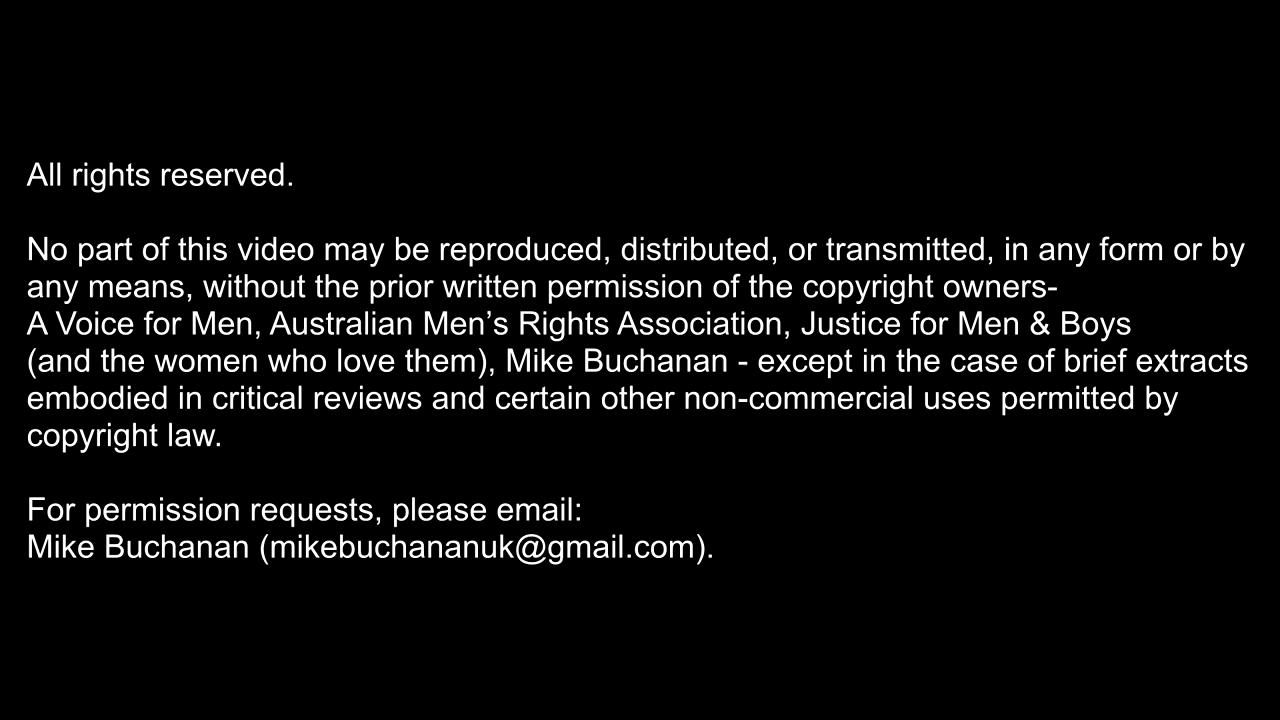 All rights reserved.
No part of this video may be reproduced, distributed, or transmitted, in any form or by
any means, without the prior written permission of the copyright owners-
A Voice for Men, Australian Men’s Rights Association, Justice for Men & Boys
(and the women who love them), Mike Buchanan - except in the case of brief extracts
embodied in critical reviews and certain other non-commercial uses permitted by
copyright law.
For permission requests, please email:
Mike Buchanan (mikebuchananuk@gmail.com).